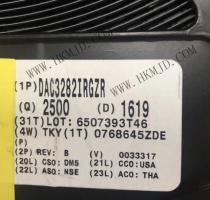 (1P) DAC3282IRGZR
(Q) 2500 (D) 1619
(31T)LOT: 6507393T46
(4W) TKY(1T) 0768645ZDE
(P)
(2P) REV: B (V) 0033317
(20L) CSO: DM5 (21L) CCO:USA
(22L) ASO: NSE (23L) ACO: THA
WWW.HKMJD.COM